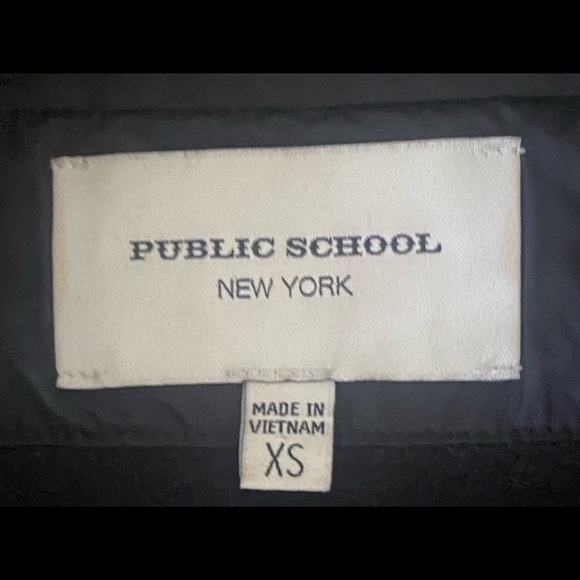 PUBLIC SCHOOL
NEW YORK
MADE IN
VIETNAM
XS